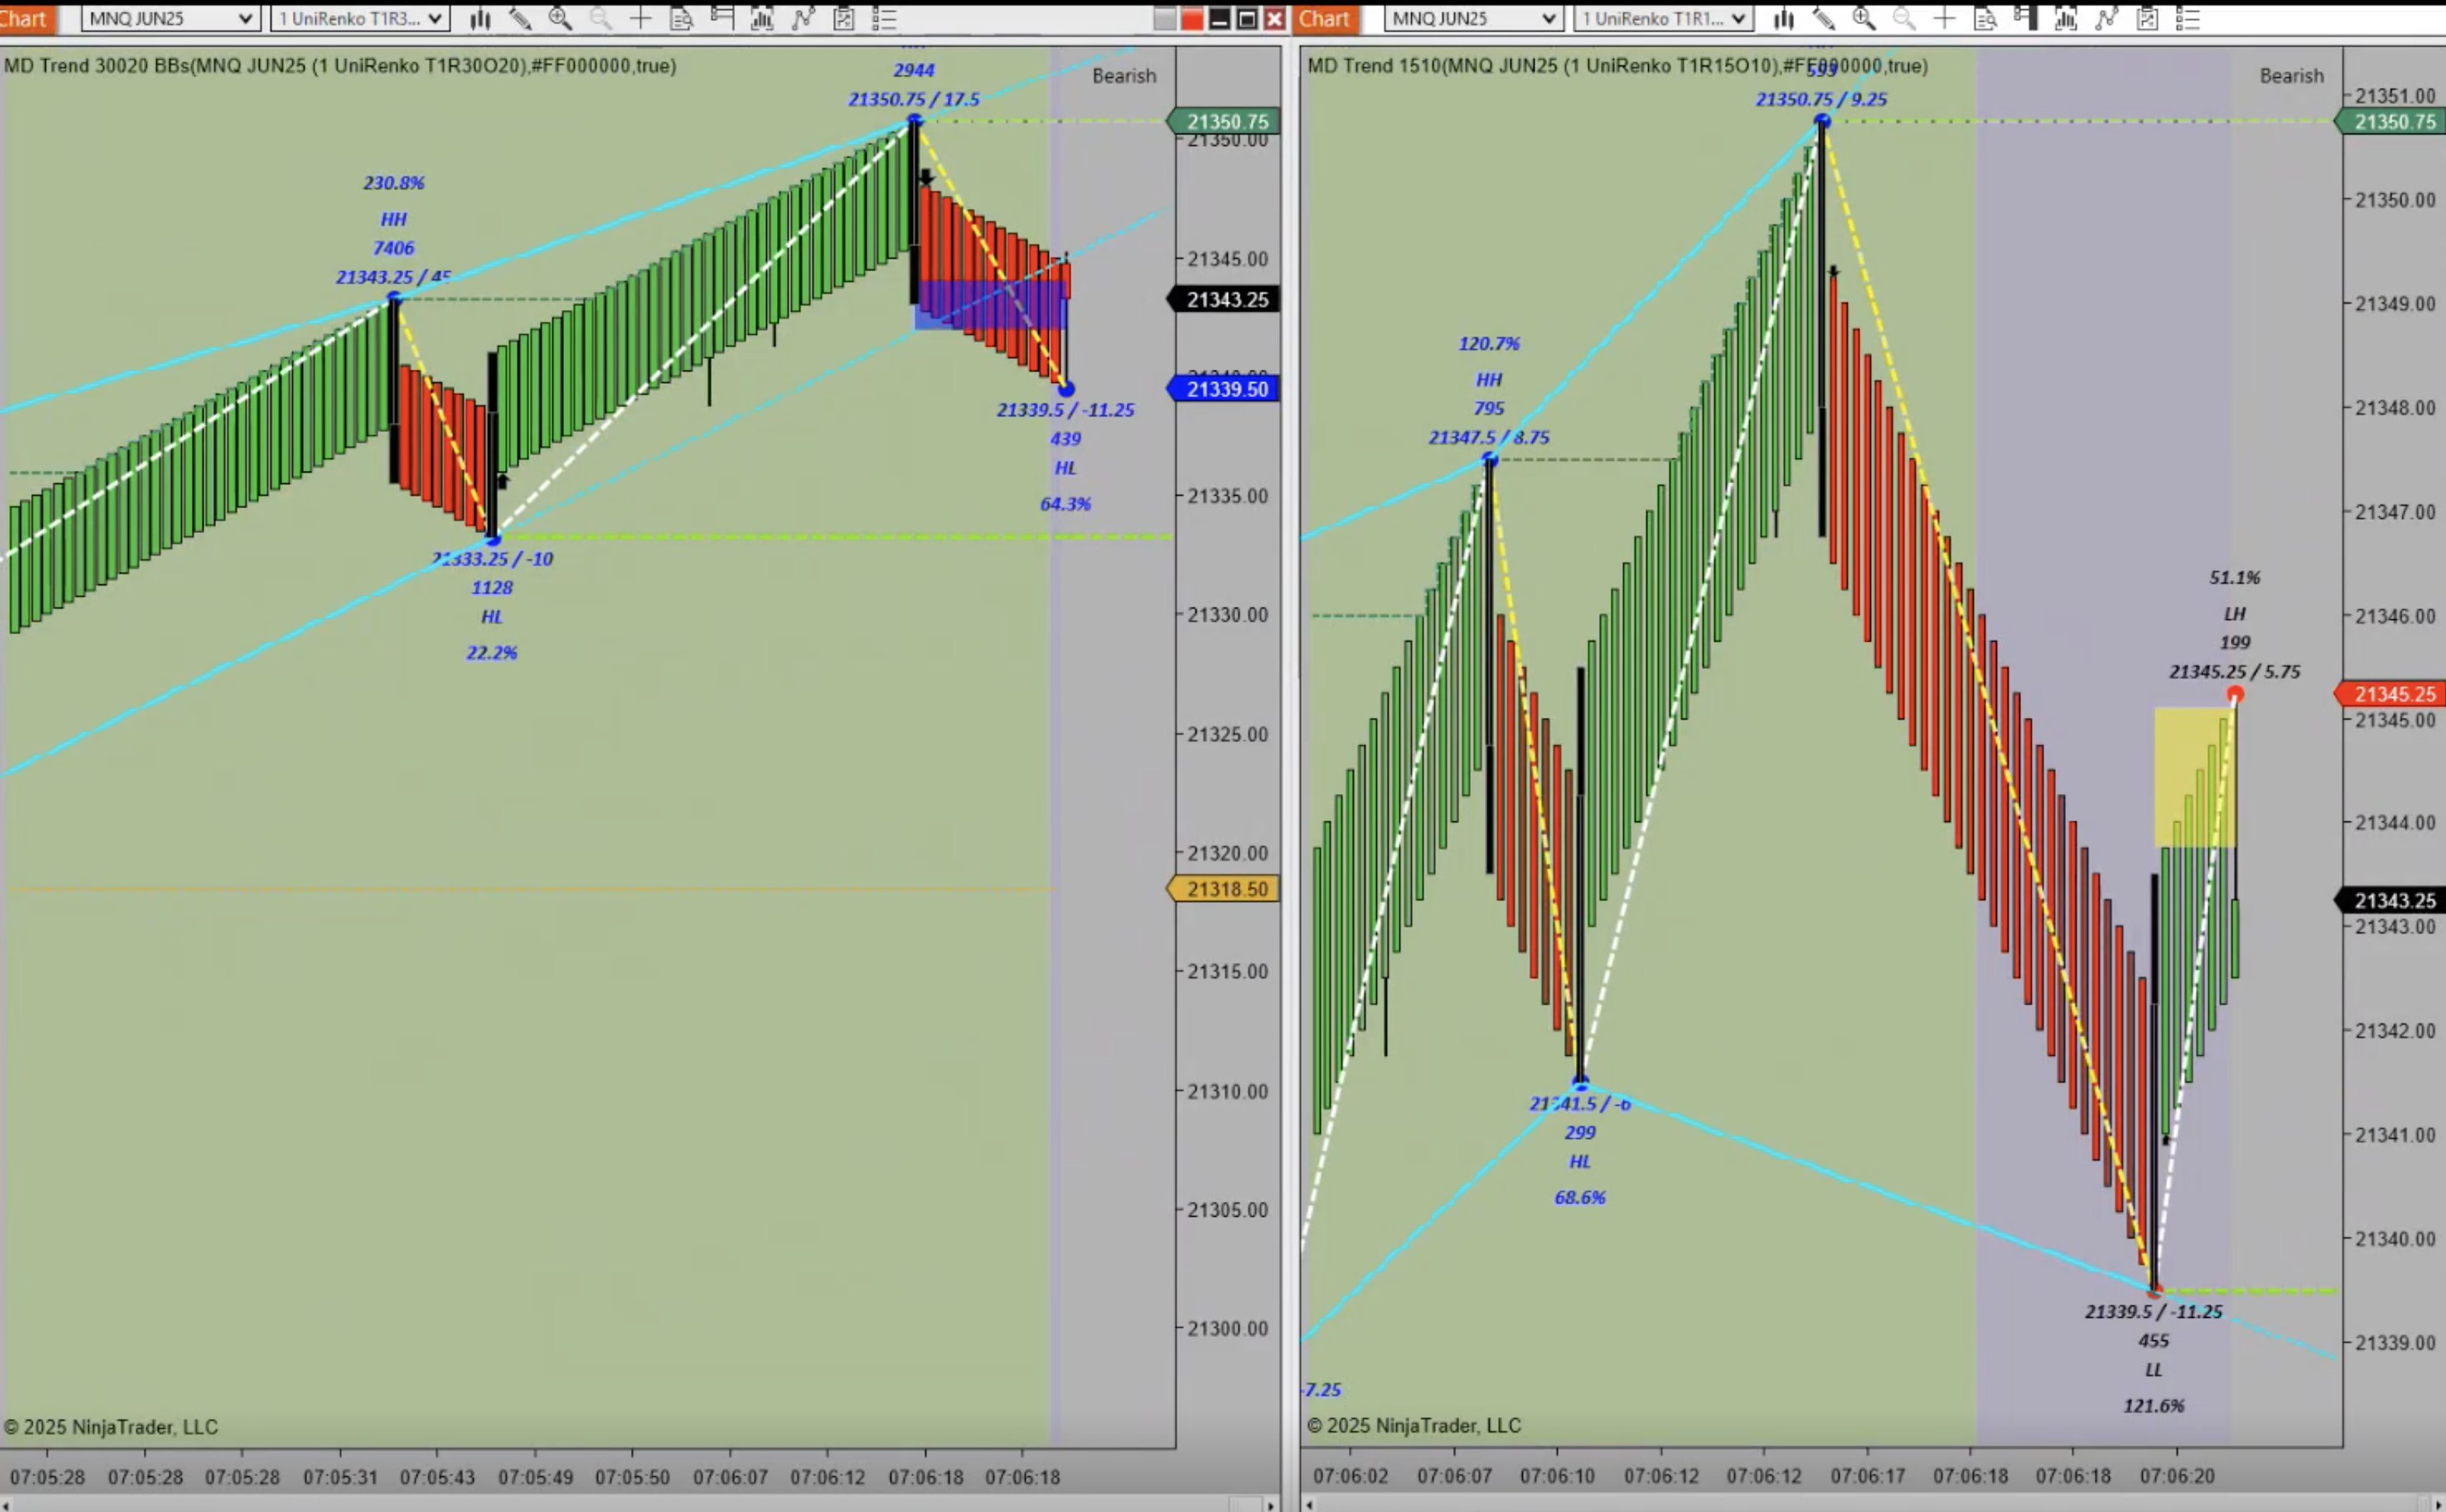 Chart
MNQ JUN25
1 UniRenko T1R3...
MD Trend 30020 BBs(MNQ JUN25 (1 UniRenko T1R30O20),#FF000000,true)
Bearish
2944
21350.75 / 17.5
230.8%
HH
7406
21343.25 / 45
21333.25 / -10
1128
HL
22.2%
21339.5 / -11.25
439
HL
64.3%
21350.75
21350.00
21345.00
21343.25
21339.50
21335.00
21330.00
21325.00
21320.00
21318.50
21315.00
21310.00
21305.00
21300.00
© 2025 NinjaTrader, LLC
07:05:28 07:05:28 07:05:28 07:05:31 07:05:43 07:05:49 07:05:50 07:06:07 07:06:12 07:06:18 07:06:18
Chart
MNQ JUN25
1 UniRenko T1R1...
MD Trend 1510(MNQ JUN25 (1 UniRenko T1R15O10),#FF000000,true)
Bearish
593
21350.75 / 9.25
120.7%
HH
795
21347.5 / 8.75
51.1%
LH
199
21345.25 / 5.75
21341.5 / -6
299
HL
68.6%
21339.5 / -11.25
455
LL
121.6%
-7.25
21351.00
21350.75
21350.00
21349.00
21348.00
21347.00
21346.00
21345.25
21345.00
21344.00
21343.25
21343.00
21342.00
21341.00
21340.00
21339.00
© 2025 NinjaTrader, LLC
07:06:02 07:06:07 07:06:10 07:06:12 07:06:12 07:06:17 07:06:18 07:06:18 07:06:20